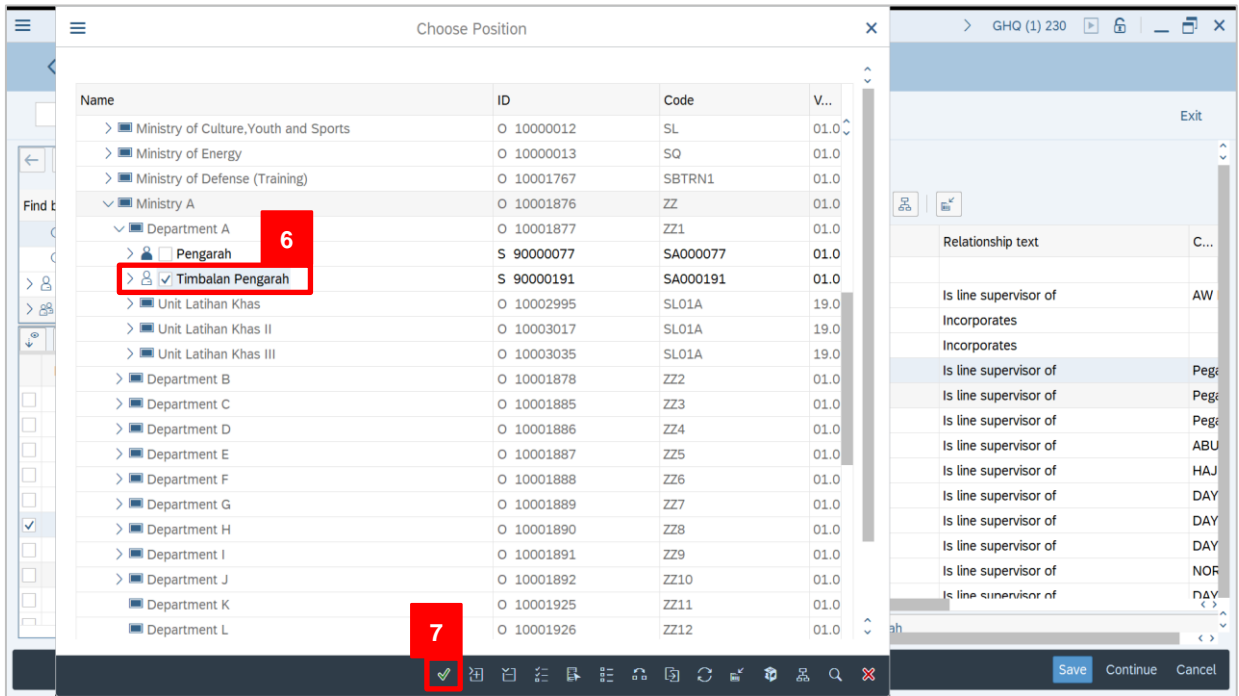 Choose Position
GHQ (1) 230
Exit
Find b
Name ID Code V...
Ministry of Culture,Youth and Sports O 10000012 SL 01.0
Ministry of Energy O 10000013 SQ 01.0
Ministry of Defense (Training) O 10001767 SBTRN1 01.0
Ministry A O 10001876 ZZ 01.0
Department A O 10001877 ZZ1 01.0
6
Pengarah S 90000077 SA000077 01.0
Timbalan Pengarah S 90000191 SA000191 01.0
Unit Latihan Khas O 10002995 SL01A 19.0
Unit Latihan Khas II O 10003017 SL01A 19.0
Unit Latihan Khas III O 10003035 SL01A 19.0
Department B O 10001878 ZZ2 01.0
Department C O 10001885 ZZ3 01.0
Department D O 10001886 ZZ4 01.0
Department E O 10001887 ZZ5 01.0
Department F O 10001888 ZZ6 01.0
Department G O 10001889 ZZ7 01.0
Department H O 10001890 ZZ8 01.0
Department I O 10001891 ZZ9 01.0
Department J O 10001892 ZZ10 01.0
Department K O 10001925 ZZ11 01.0
Department L O 10001926 ZZ12 01.0
7
Relationship text C...
Is line supervisor of AW
Incorporates
Incorporates
Is line supervisor of Pega
Is line supervisor of Pega
Is line supervisor of Pega
Is line supervisor of ABU
Is line supervisor of HAJ
Is line supervisor of DAY
Is line supervisor of DAY
Is line supervisor of DAY
Is line supervisor of NOR
Is line supervisor of DAY
ah
Save Continue Cancel